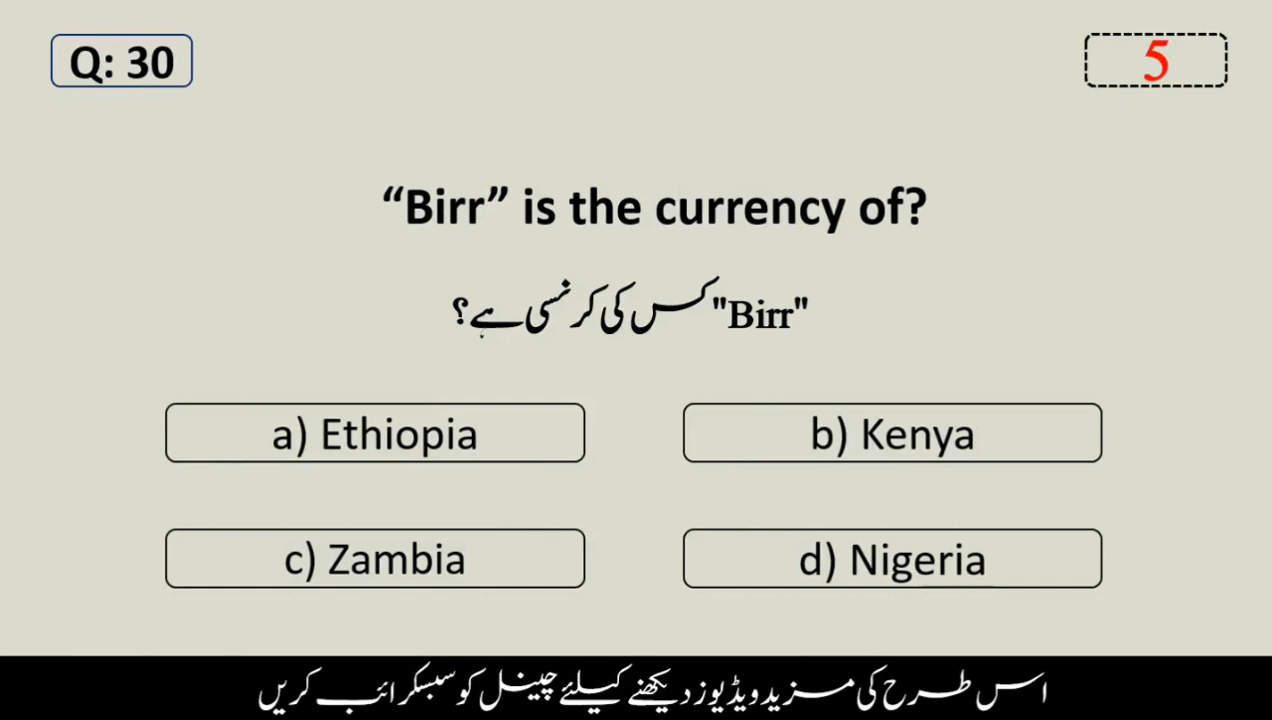 Q: 30
5
“Birr” is the currency of?
"Birr" کس کی کرنسی ہے؟
a) Ethiopia
b) Kenya
c) Zambia
d) Nigeria
اس طرح کی مزید ویڈیوز دیکھنے کیلئے چینل کو سبسکرائب کریں